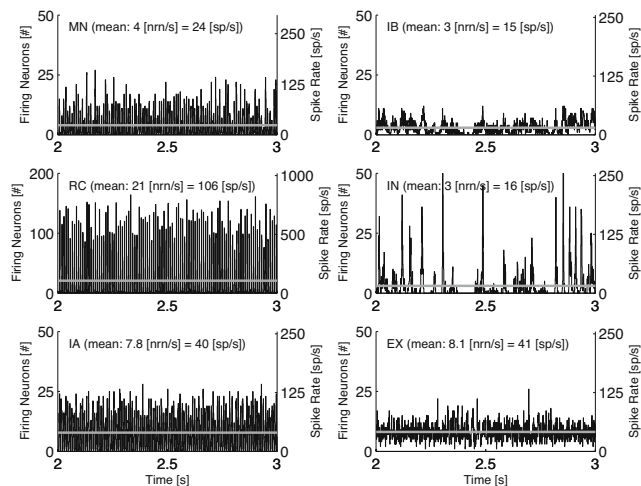 MN (mean: 4 [nrn/s] = 24 [sp/s])
Firing Neurons [#]
50
25
0
Spike Rate [sp/s]
250
125
0
2
2.5
3
IB (mean: 3 [nrn/s] = 15 [sp/s])
Firing Neurons [#]
50
25
0
Spike Rate [sp/s]
250
125
0
2
2.5
3
RC (mean: 21 [nrn/s] = 106 [sp/s])
Firing Neurons [#]
200
100
0
Spike Rate [sp/s]
1000
500
0
2
2.5
3
IN (mean: 3 [nrn/s] = 16 [sp/s])
Firing Neurons [#]
50
25
0
Spike Rate [sp/s]
250
125
0
2
2.5
3
IA (mean: 7.8 [nrn/s] = 40 [sp/s])
Firing Neurons [#]
50
25
0
Spike Rate [sp/s]
250
125
0
2
2.5
3
Time [s]
EX (mean: 8.1 [nrn/s] = 41 [sp/s])
Firing Neurons [#]
50
25
0
Spike Rate [sp/s]
250
125
0
2
2.5
3
Time [s]